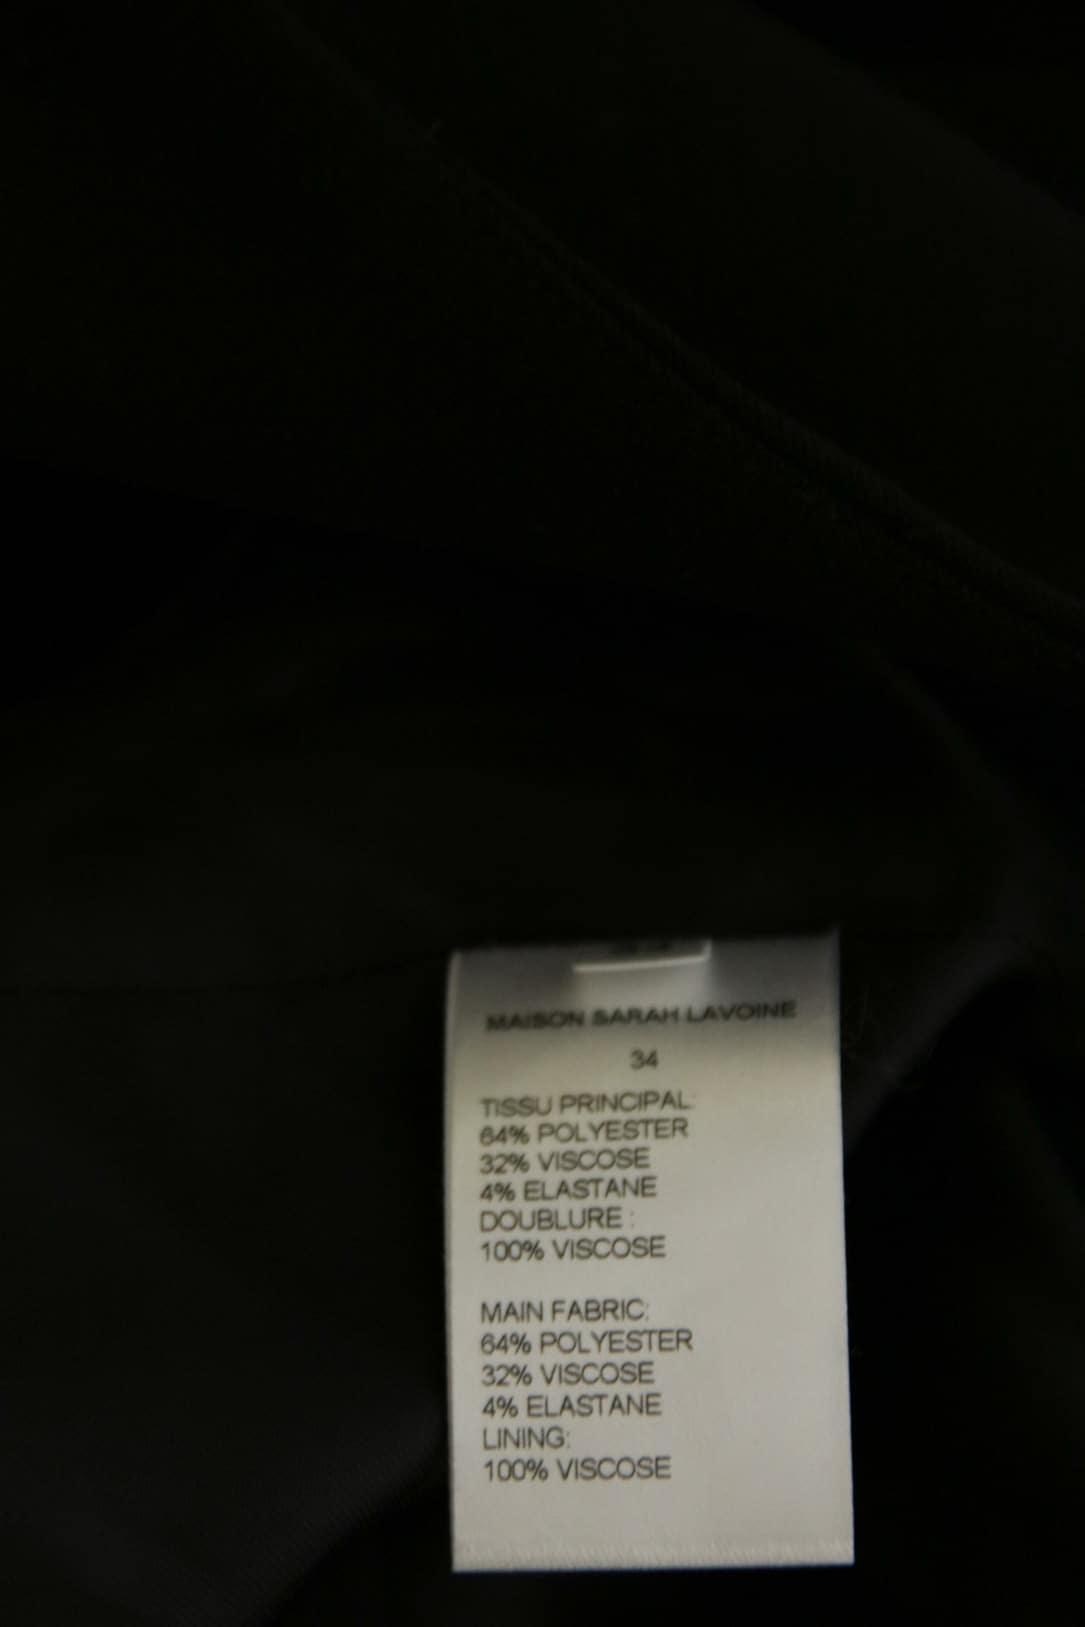 MAISON SARAH LAVOINE
34
TISSU PRINCIPAL:
64% POLYESTER
32% VISCOSE
4% ELASTANE
DOUBLURE :
100% VISCOSE
MAIN FABRIC:
64% POLYESTER
32% VISCOSE
4% ELASTANE
LINING:
100% VISCOSE